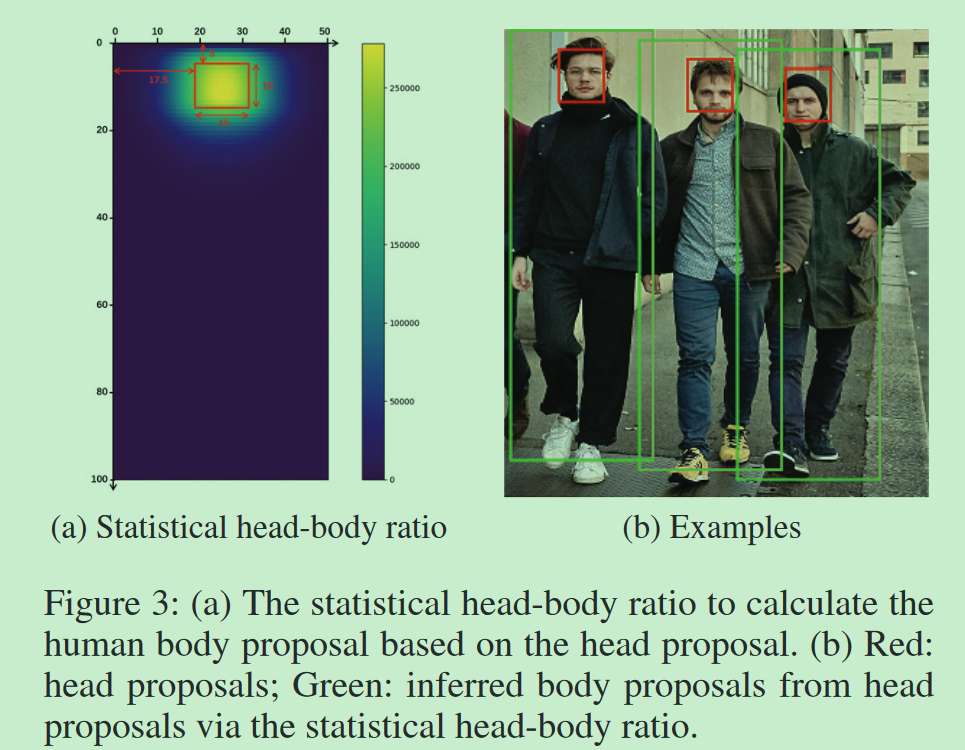 0 10 20 30 40 50
0
5
17.5
10
20
250000
200000
40
150000
60
100000
80
50000
100
0
(a) Statistical head-body ratio
(b) Examples
Figure 3: (a) The statistical head-body ratio to calculate the
human body proposal based on the head proposal. (b) Red:
head proposals; Green: inferred body proposals from head
proposals via the statistical head-body ratio.